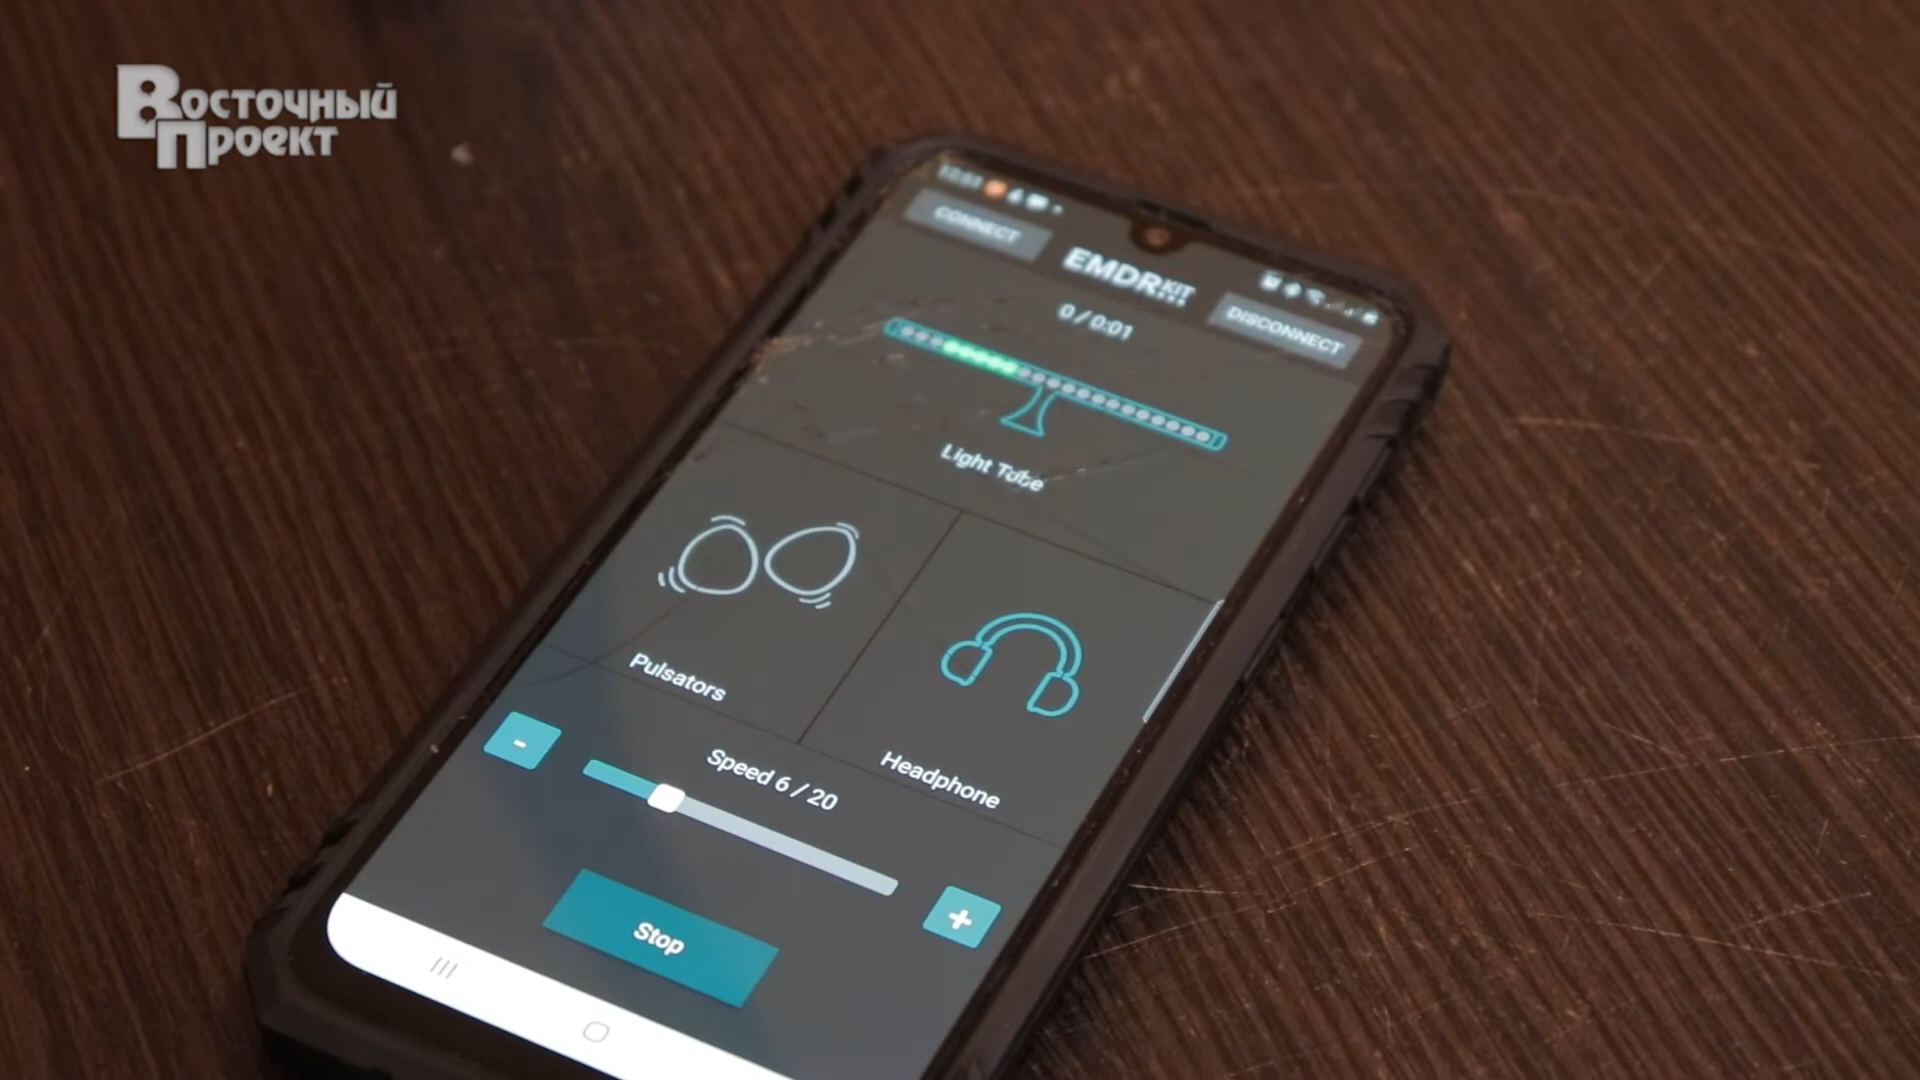 Восточный
Проект
CONNECT
EMDR KIT
DISCONNECT
0 / 0:01
Light Tube
Pulsators
Headphone
Speed 6 / 20
-
+
Stop